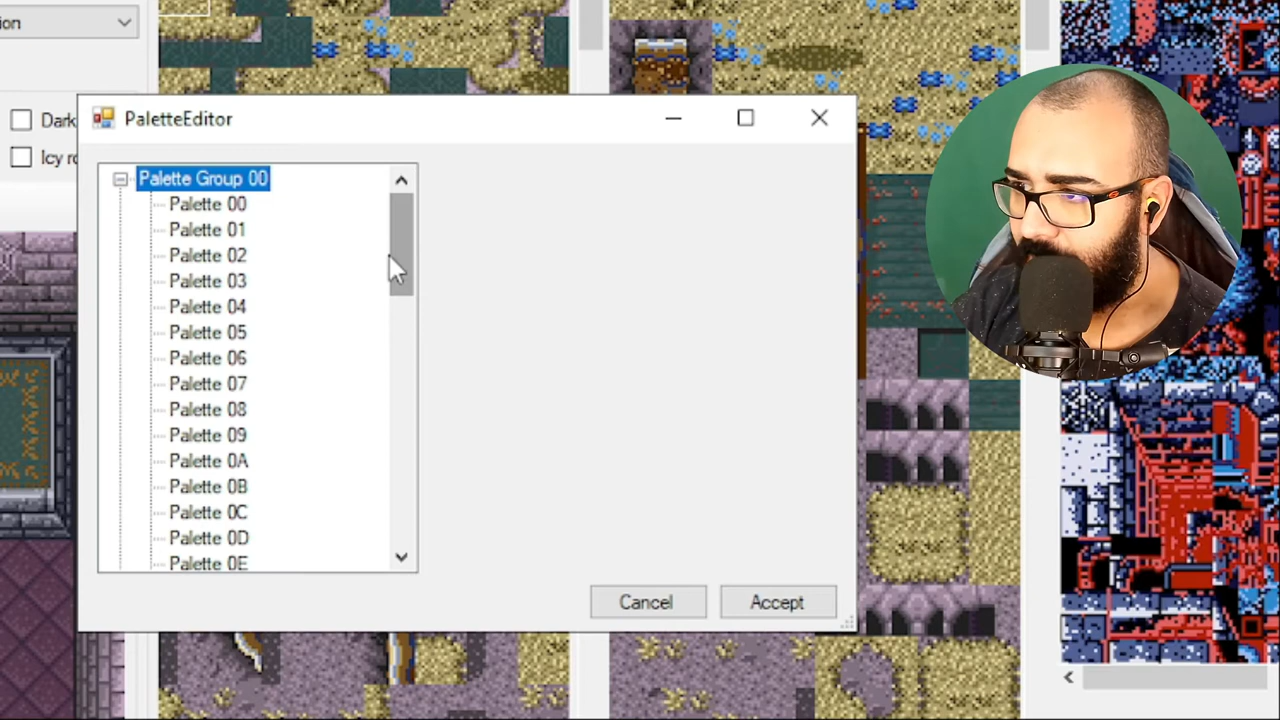 ion
Dark
Icy ro
PaletteEditor
Palette Group 00
Palette 00
Palette 01
Palette 02
Palette 03
Palette 04
Palette 05
Palette 06
Palette 07
Palette 08
Palette 09
Palette 0A
Palette 0B
Palette 0C
Palette 0D
Palette 0E
Cancel
Accept